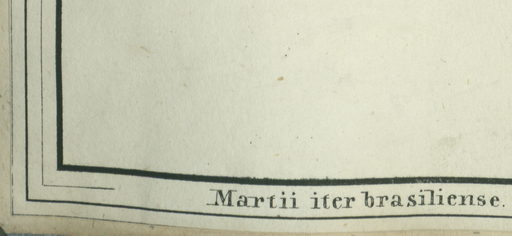 Martii iter brasiliense.